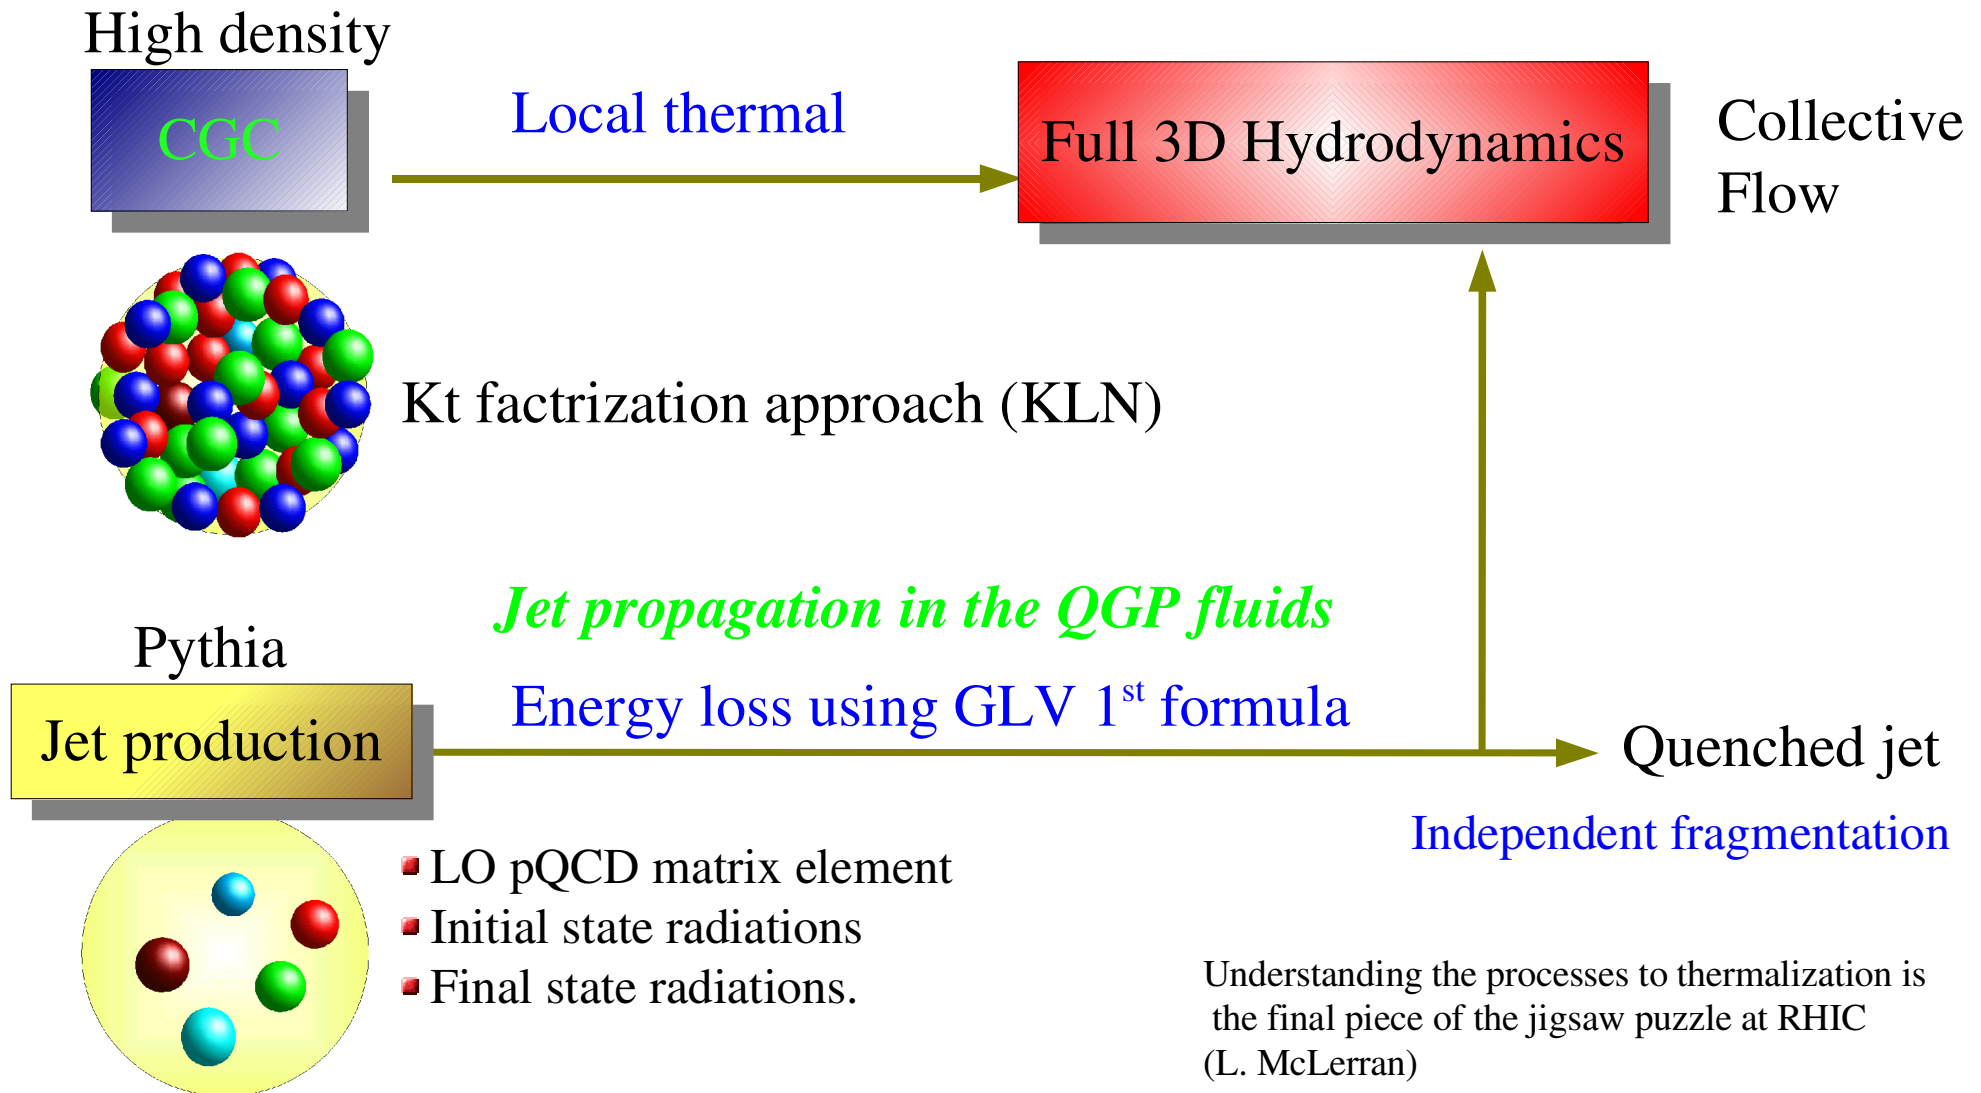 High density
CGC
Local thermal
Full 3D Hydrodynamics
Collective
Flow
Kt factrization approach (KLN)
Jet propagation in the QGP fluids
Pythia
Jet production
Energy loss using GLV 1st formula
Quenched jet
Independent fragmentation
LO pQCD matrix element
Initial state radiations
Final state radiations.
Understanding the processes to thermalization is
the final piece of the jigsaw puzzle at RHIC
(L. McLerran)